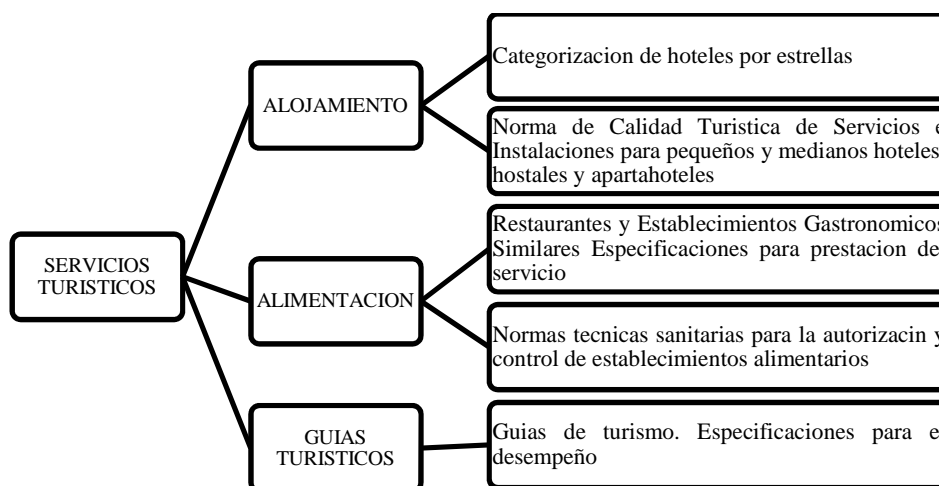 SERVICIOS
TURISTICOS
ALOJAMIENTO
Categorizacion de hoteles por estrellas
Norma de Calidad Turistica de Servicios e
Instalaciones para pequeños y medianos hoteles
hostales y apartahoteles
ALIMENTACION
Restaurantes y Establecimientos Gastronomicos
Similares Especificaciones para prestacion de
servicio
Normas tecnicas sanitarias para la autorizacin y
control de establecimientos alimentarios
GUIAS
TURISTICOS
Guias de turismo. Especificaciones para e
desempeño